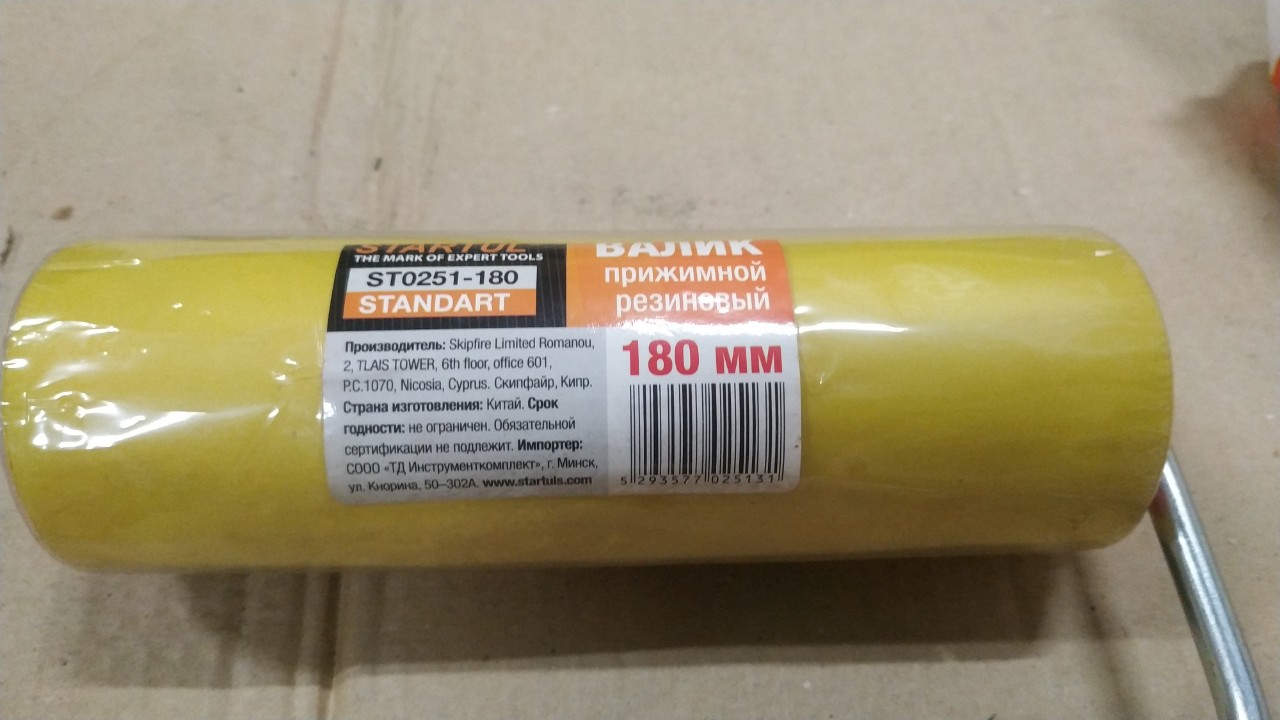 STARTUL
THE MARK OF EXPERT TOOLS
ST0251-180
STANDART
ВАЛИК
прижимной
резиновый
180 мм
Производитель: Skipfire Limited Romanou,
2, TLAIS TOWER, 6th floor, office 601,
P.C.1070, Nicosia, Cyprus. Скипфайр, Кипр.
Страна изготовления: Китай. Срок
годности: не ограничен. Обязательной
сертификации не подлежит. Импортер:
СООО «ТД Инструменткомплект», г. Минск,
ул. Кнорина, 50–302А. www.startuls.com
5 293577 025131